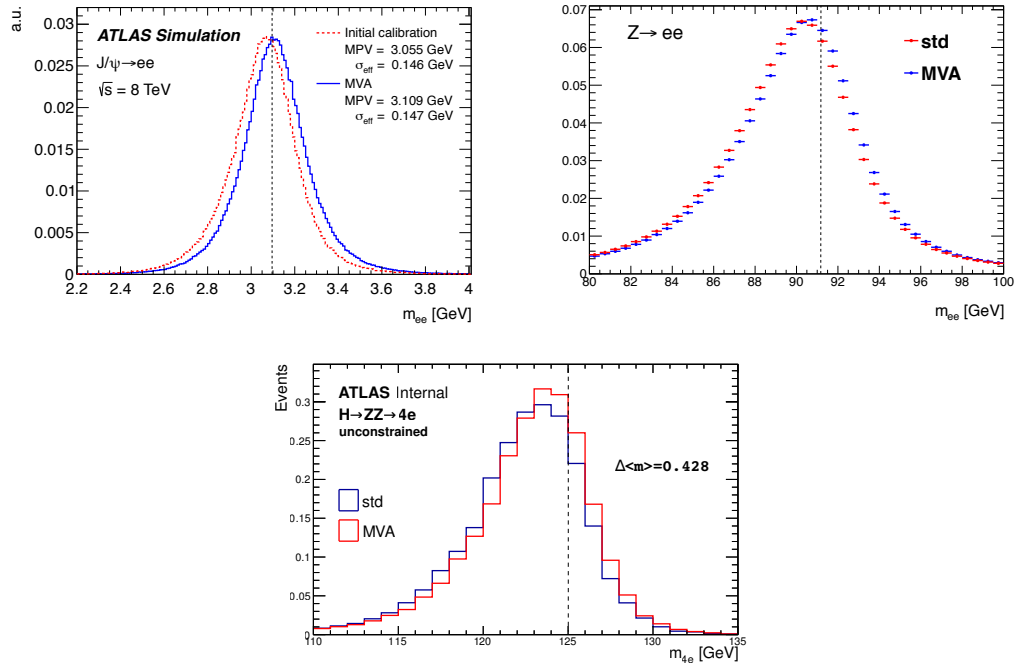 a.u.
0.03
0.025
0.02
0.015
0.01
0.005
0
ATLAS Simulation
J/ψ→ee
√s = 8 TeV
Initial calibration
MPV = 3.055 GeV
σeff = 0.146 GeV
MVA
MPV = 3.109 GeV
σeff = 0.147 GeV
2.2 2.4 2.6 2.8 3 3.2 3.4 3.6 3.8 4
mee [GeV]
0.07
0.06
0.05
0.04
0.03
0.02
0.01
0
Z→ ee
std
MVA
80 82 84 86 88 90 92 94 96 98 100
mee [GeV]
Events
0.3
0.25
0.2
0.15
0.1
0.05
0
ATLAS Internal
H→ZZ→4e
unconstrained
Δ<m>=0.428
std
MVA
110 115 120 125 130 135
m4e [GeV]